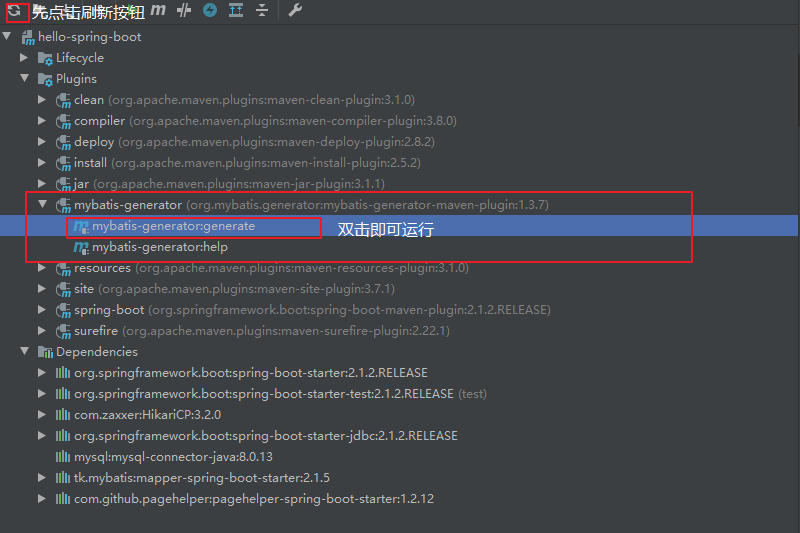 先点击刷新按钮
hello-spring-boot
Lifecycle
Plugins
clean (org.apache.maven.plugins:maven-clean-plugin:3.1.0)
compiler (org.apache.maven.plugins:maven-compiler-plugin:3.8.0)
deploy (org.apache.maven.plugins:maven-deploy-plugin:2.8.2)
install (org.apache.maven.plugins:maven-install-plugin:2.5.2)
jar (org.apache.maven.plugins:maven-jar-plugin:3.1.1)
mybatis-generator (org.mybatis.generator:mybatis-generator-maven-plugin:1.3.7)
mybatis-generator:generate 双击即可运行
mybatis-generator:help
resources (org.apache.maven.plugins:maven-resources-plugin:3.1.0)
site (org.apache.maven.plugins:maven-site-plugin:3.7.1)
spring-boot (org.springframework.boot:spring-boot-maven-plugin:2.1.2.RELEASE)
surefire (org.apache.maven.plugins:maven-surefire-plugin:2.22.1)
Dependencies
org.springframework.boot:spring-boot-starter:2.1.2.RELEASE
org.springframework.boot:spring-boot-starter-test:2.1.2.RELEASE (test)
com.zaxxer:HikariCP:3.2.0
org.springframework.boot:spring-boot-starter-jdbc:2.1.2.RELEASE
mysql:mysql-connector-java:8.0.13
tk.mybatis:mapper-spring-boot-starter:2.1.5
com.github.pagehelper:pagehelper-spring-boot-starter:1.2.12